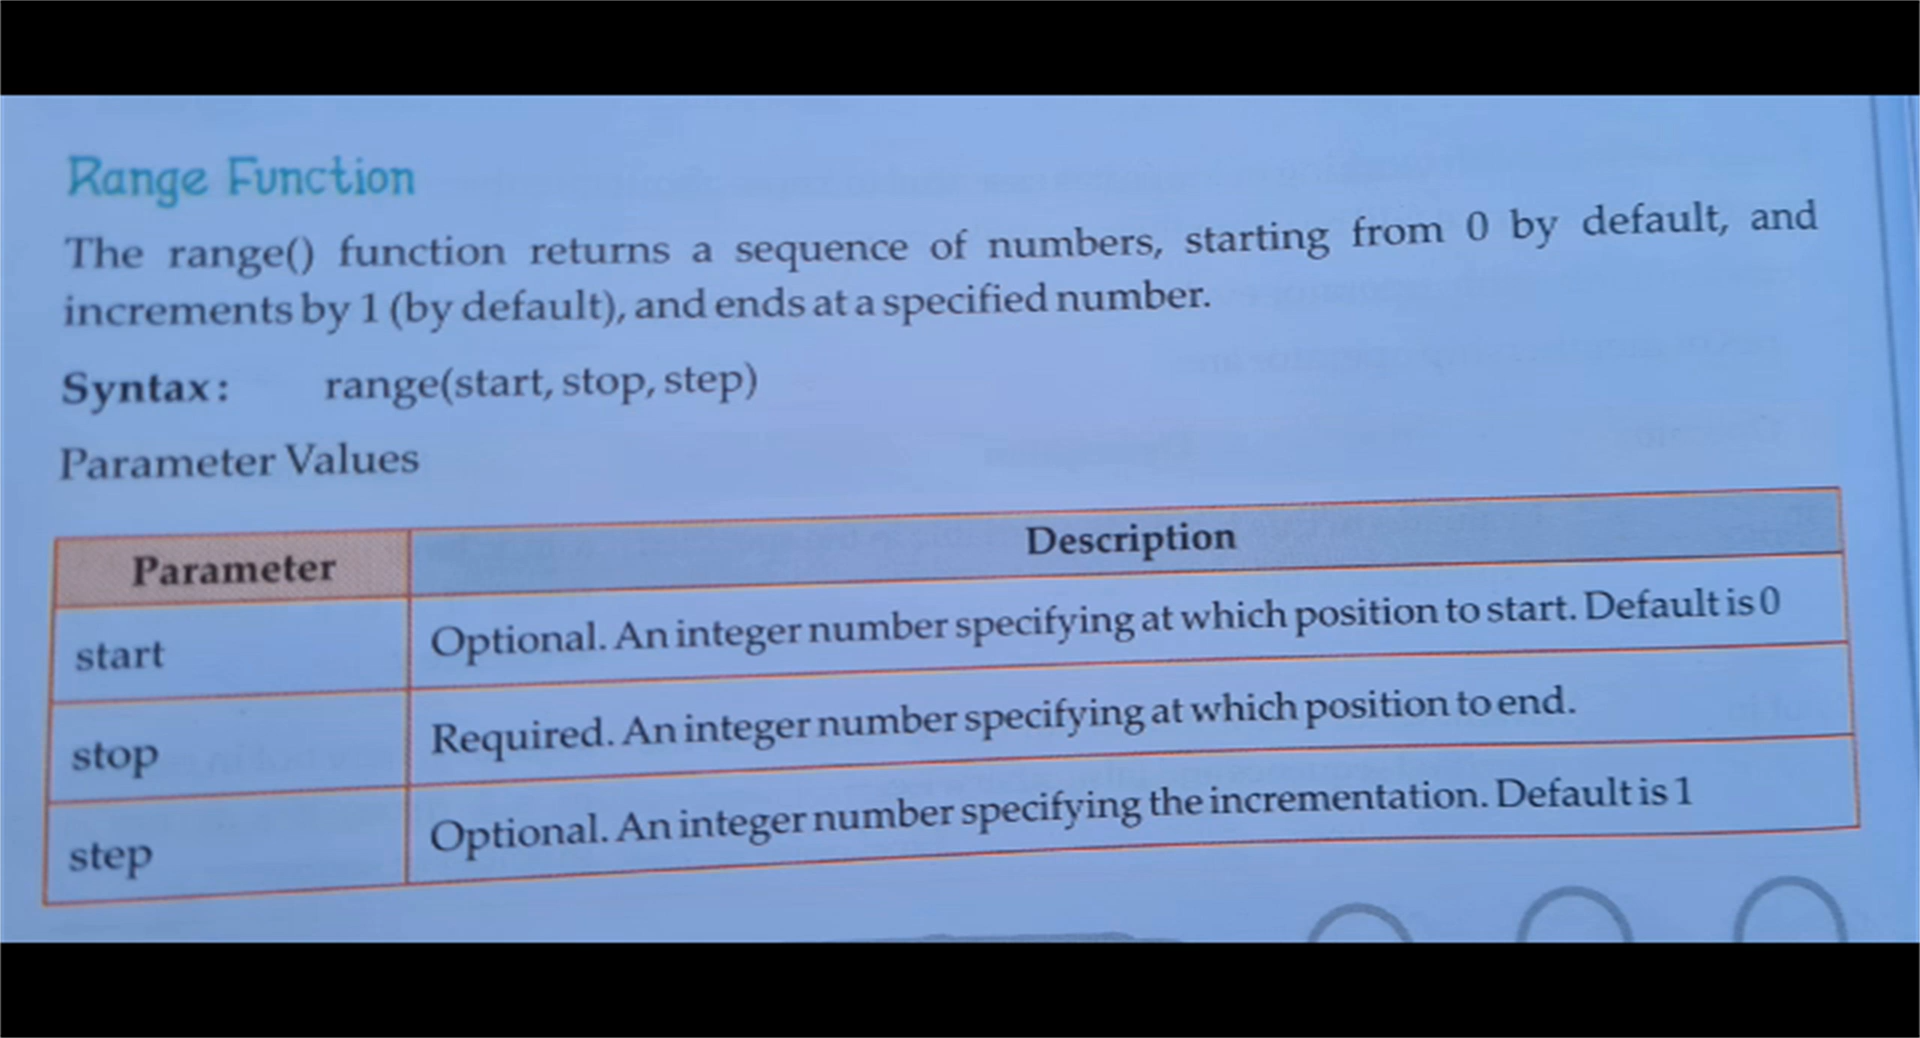 Range Function
The range() function returns a sequence of numbers, starting from 0 by default, and
increments by 1 (by default), and ends at a specified number.
Syntax: range(start, stop, step)
Parameter Values
Parameter Description
start Optional. An integer number specifying at which position to start. Default is 0
stop Required. An integer number specifying at which position to end.
step Optional. An integer number specifying the incrementation. Default is 1